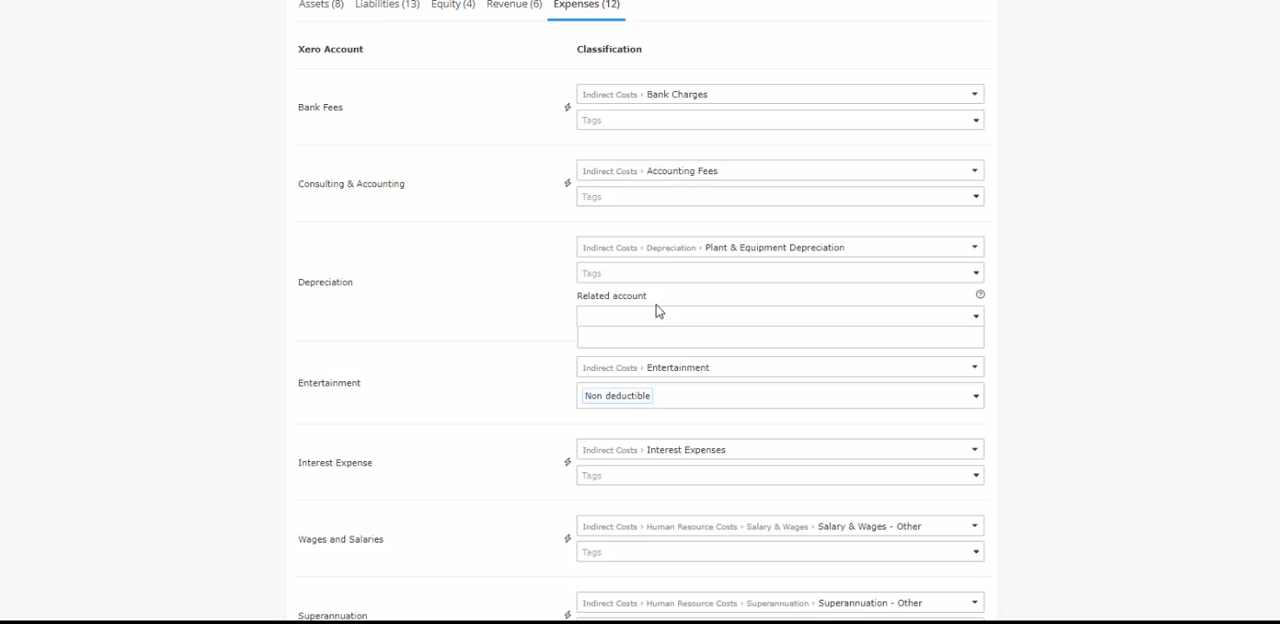 Assets (8) Liabilities (13) Equity (4) Revenue (6) Expenses (12)
Xero Account Classification
Bank Fees
Indirect Costs › Bank Charges
Tags
Consulting & Accounting
Indirect Costs › Accounting Fees
Tags
Depreciation
Indirect Costs › Depreciation › Plant & Equipment Depreciation
Tags
Related account
Entertainment
Indirect Costs › Entertainment
Non deductible
Interest Expense
Indirect Costs › Interest Expenses
Tags
Wages and Salaries
Indirect Costs › Human Resource Costs › Salary & Wages › Salary & Wages - Other
Tags
Superannuation
Indirect Costs › Human Resource Costs › Superannuation › Superannuation - Other